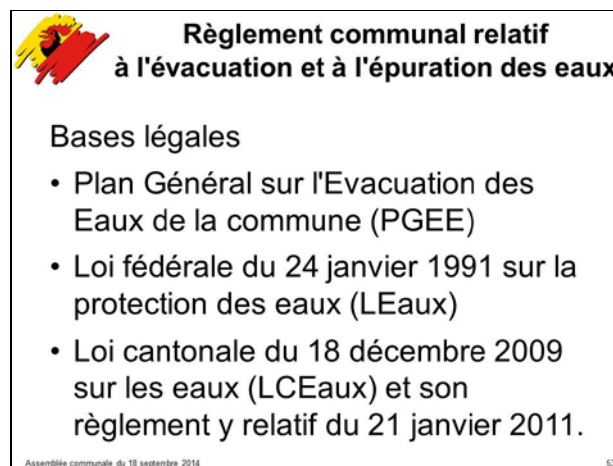 Règlement communal relatif
à l'évacuation et à l'épuration des eaux
Bases légales
• Plan Général sur l'Evacuation des
Eaux de la commune (PGEE)
• Loi fédérale du 24 janvier 1991 sur la
protection des eaux (LEaux)
• Loi cantonale du 18 décembre 2009
sur les eaux (LCEaux) et son
règlement y relatif du 21 janvier 2011.
Assemblée communale du 18 septembre 2014